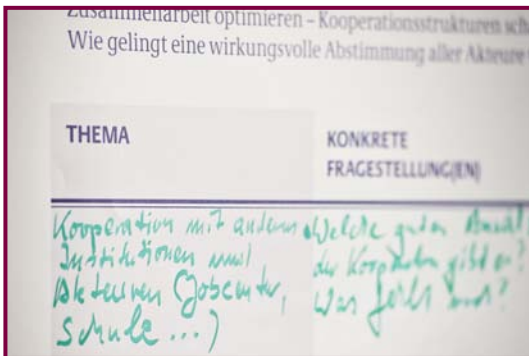 Zusammenarbeit optimieren – Kooperationsstrukturen
Wie gelingt eine wirkungsvolle Abstimmung aller Akteure
THEMA
KONKRETE
FRAGESTELLUNG(EN)
Kooperation mit anderen
Institutionen und
Akteuren (Jobcenter,
Schule ...)
Welche guten
der Kooperation gibt es?
Was fehlt noch?